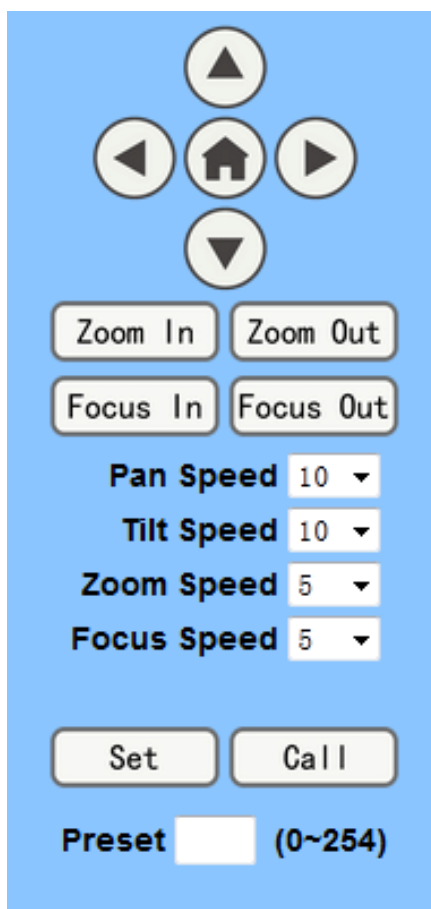 Zoom In Zoom Out
Focus In Focus Out
Pan Speed 10
Tilt Speed 10
Zoom Speed 5
Focus Speed 5
Set Call
Preset (0~254)